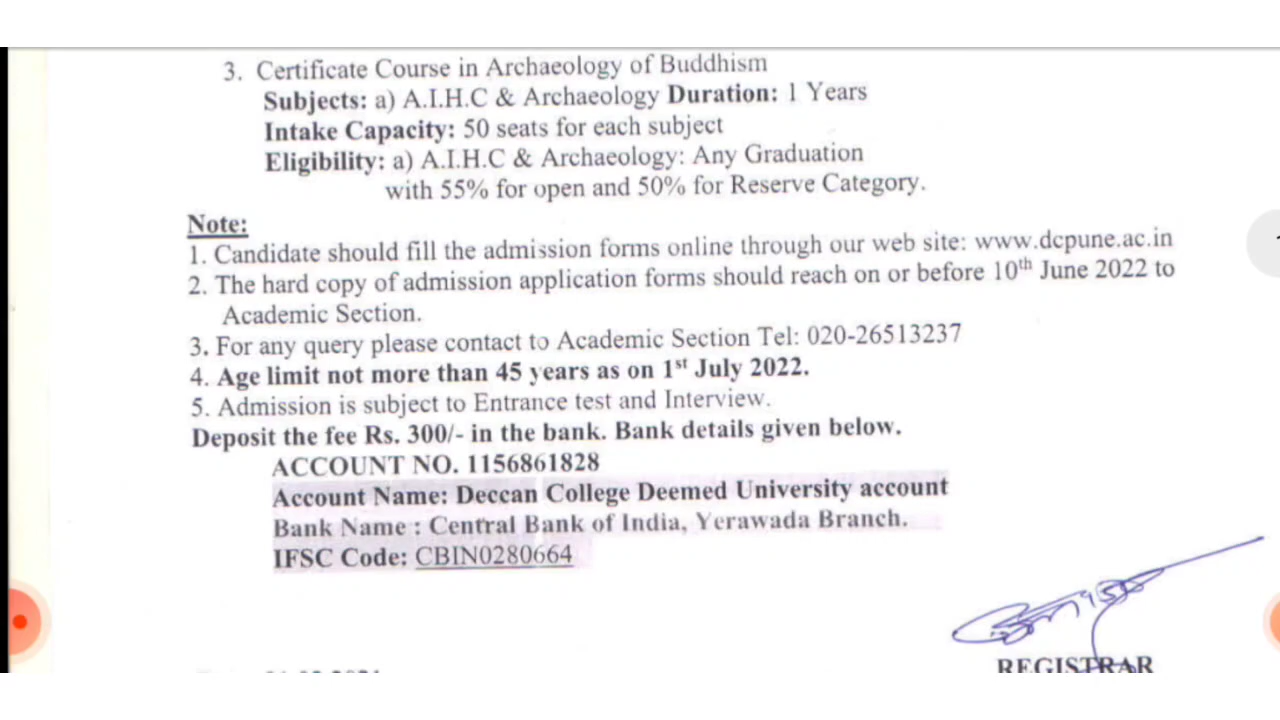 3. Certificate Course in Archaeology of Buddhism
Subjects: a) A.I.H.C & Archaeology Duration: 1 Years
Intake Capacity: 50 seats for each subject
Eligibility: a) A.I.H.C & Archaeology: Any Graduation
with 55% for open and 50% for Reserve Category.
Note:
1. Candidate should fill the admission forms online through our web site: www.dcpune.ac.in
2. The hard copy of admission application forms should reach on or before 10th June 2022 to
Academic Section.
3. For any query please contact to Academic Section Tel: 020-26513237
4. Age limit not more than 45 years as on 1st July 2022.
5. Admission is subject to Entrance test and Interview.
Deposit the fee Rs. 300/- in the bank. Bank details given below.
ACCOUNT NO. 1156861828
Account Name: Deccan College Deemed University account
Bank Name : Central Bank of India, Yerawada Branch.
IFSC Code: CBIN0280664
REGISTRAR